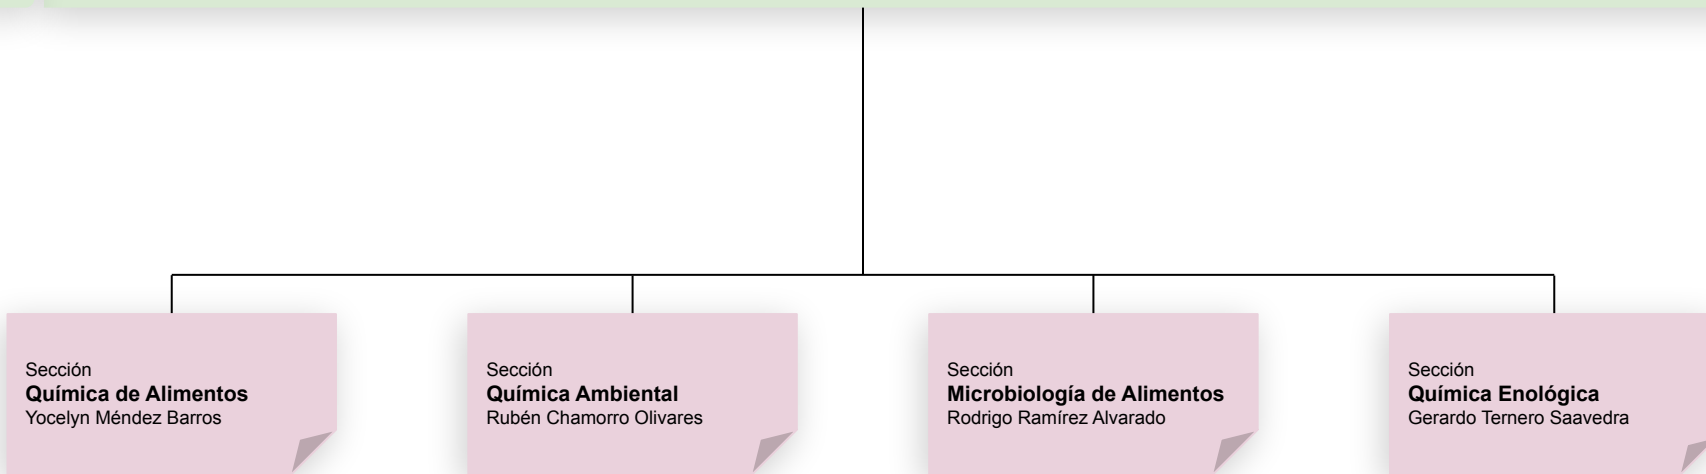 Sección
Química de Alimentos
Yocelyn Méndez Barros
Sección
Química Ambiental
Rubén Chamorro Olivares
Sección
Microbiología de Alimentos
Rodrigo Ramírez Alvarado
Sección
Química Enológica
Gerardo Ternero Saavedra